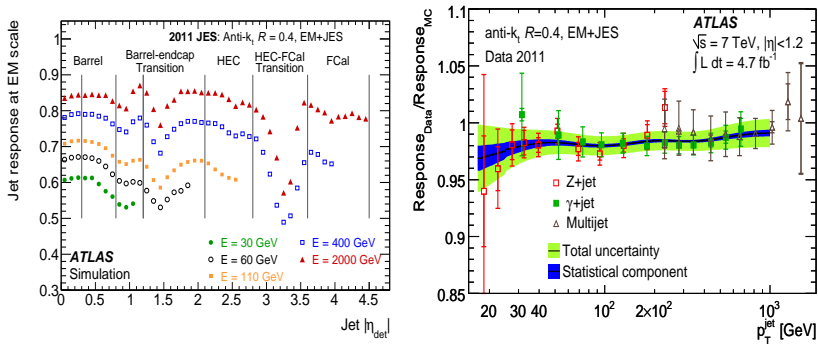 2011 JES: Anti-kt R = 0.4, EM+JES
Barrel
Barrel-endcap
Transition
HEC
HEC-FCal
Transition
FCal
Jet response at EM scale
1
0.9
0.8
0.7
0.6
0.5
0.4
0.3
ATLAS
Simulation
E = 30 GeV
E = 60 GeV
E = 110 GeV
E = 400 GeV
E = 2000 GeV
0 0.5 1 1.5 2 2.5 3 3.5 4 4.5
Jet |ηdet|
ResponseData/ResponseMC
1.1
1.05
1
0.95
0.9
0.85
anti-kt R=0.4, EM+JES
Data 2011
ATLAS
√s = 7 TeV, |η|<1.2
∫L dt = 4.7 fb-1
Z+jet
γ+jet
Multijet
Total uncertainty
Statistical component
20 30 40 10² 2×10² 10³
pTjet [GeV]